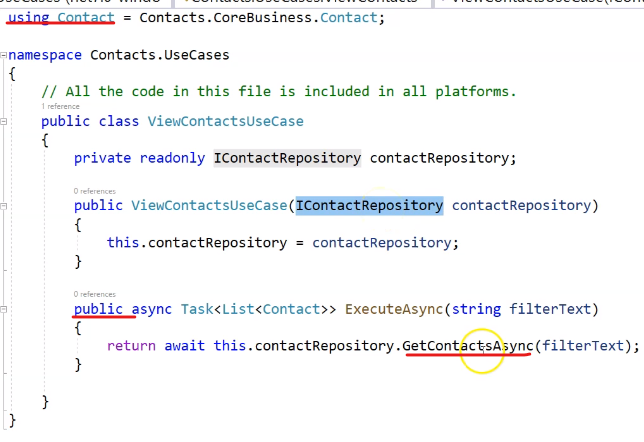 using Contact = Contacts.CoreBusiness.Contact;
namespace Contacts.UseCases
{
// All the code in this file is included in all platforms.
1 reference
public class ViewContactsUseCase
{
private readonly IContactRepository contactRepository;
0 references
public ViewContactsUseCase(IContactRepository contactRepository)
{
this.contactRepository = contactRepository;
}
0 references
public async Task<List<Contact>> ExecuteAsync(string filterText)
{
return await this.contactRepository.GetContactsAsync(filterText);
}
}
}